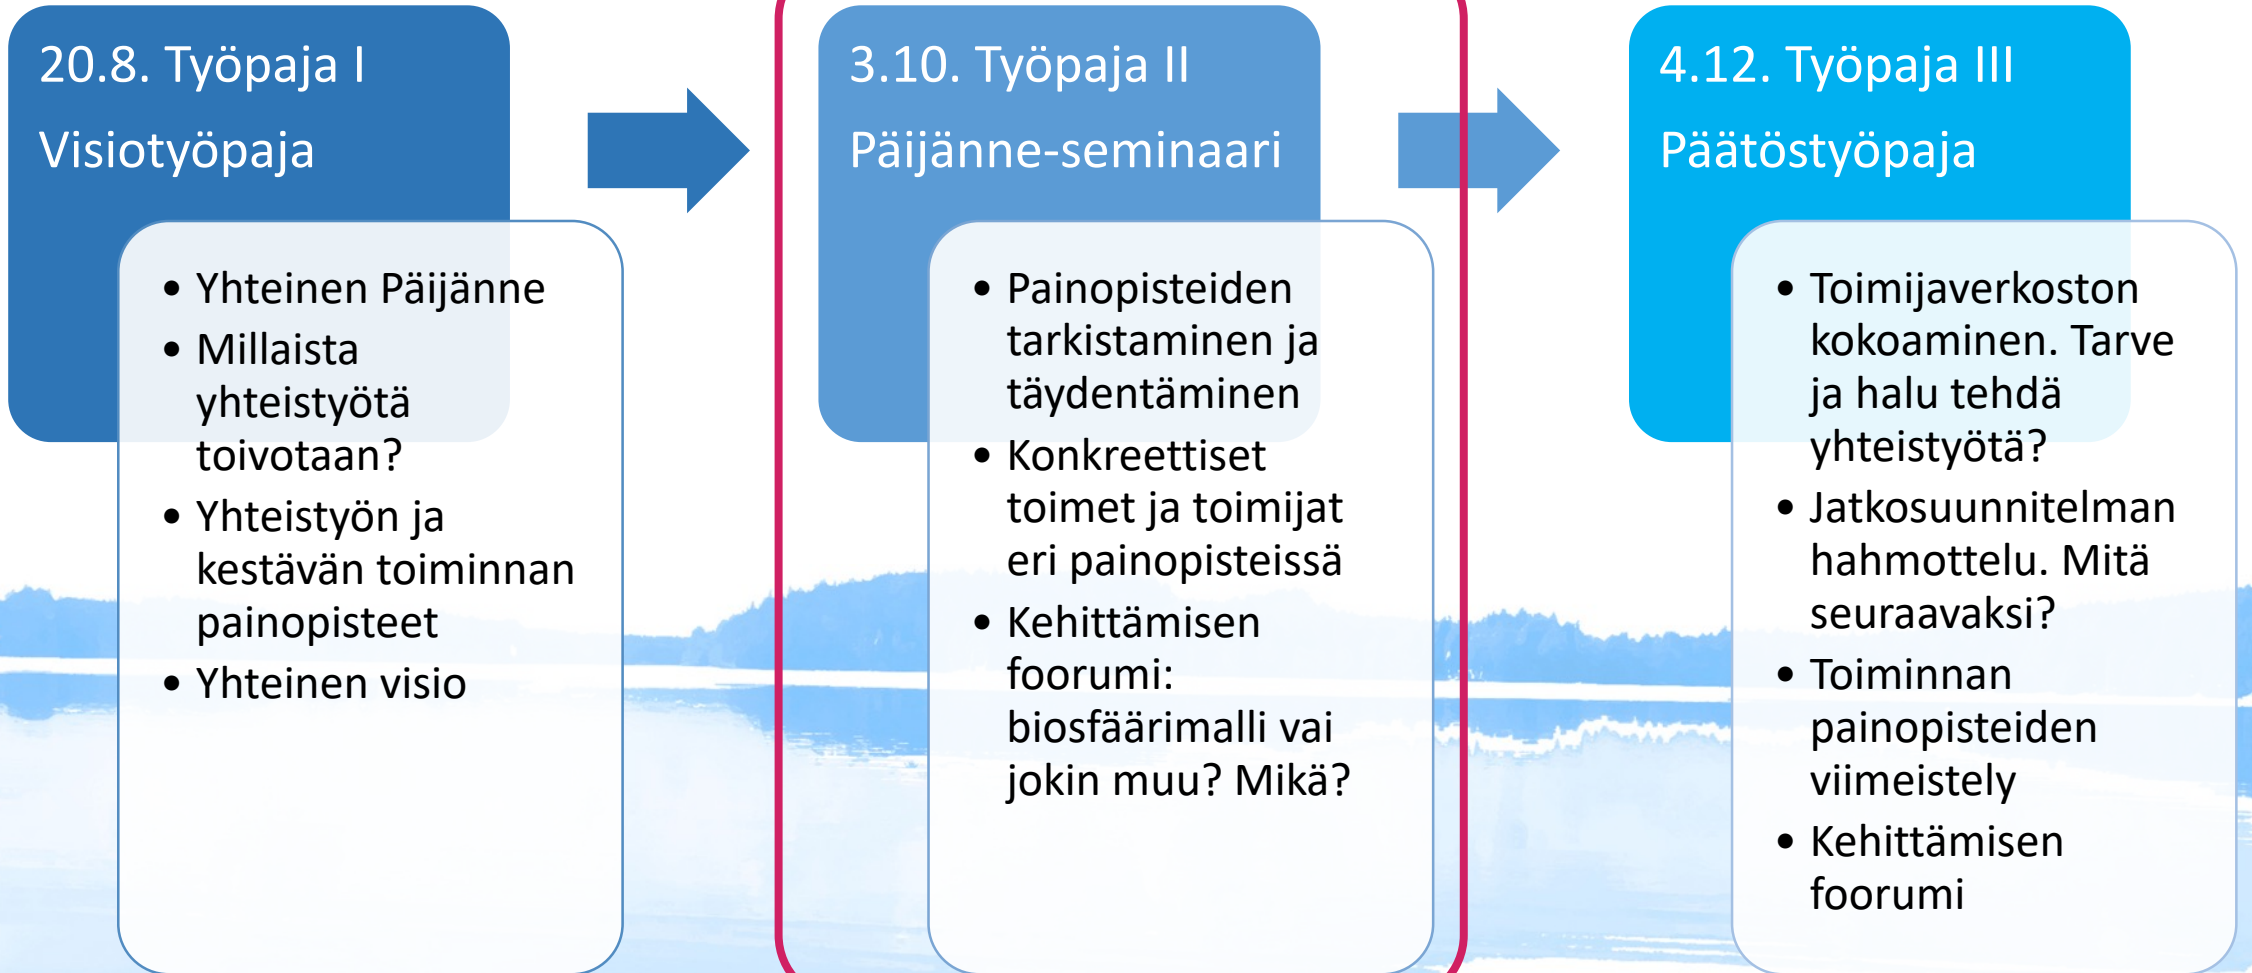 20.8. Työpaja I
Visiotyöpaja
• Yhteinen Päijänne
• Millaista
yhteistyötä
toivotaan?
• Yhteistyön ja
kestävän toiminnan
painopisteet
• Yhteinen visio
3.10. Työpaja II
Päijänne-seminaari
• Painopisteiden
tarkistaminen ja
täydentäminen
• Konkreettiset
toimet ja toimijat
eri painopisteissä
• Kehittämisen
foorumi:
biosfäärimalli vai
jokin muu? Mikä?
4.12. Työpaja III
Päätöstyöpaja
• Toimijaverkoston
kokoaminen. Tarve
ja halu tehdä
yhteistyötä?
• Jatkosuunnitelman
hahmottelu. Mitä
seuraavaksi?
• Toiminnan
painopisteiden
viimeistely
• Kehittämisen
foorumi